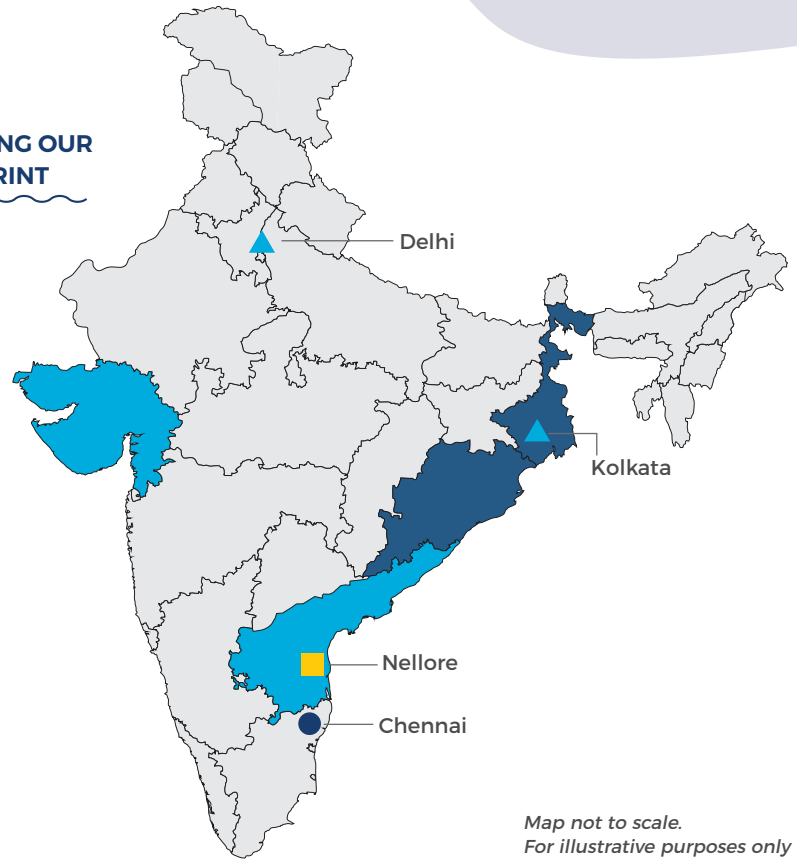 NG OUR
RINT
Delhi
Kolkata
Nellore
Chennai
Map not to scale.
For illustrative purposes only